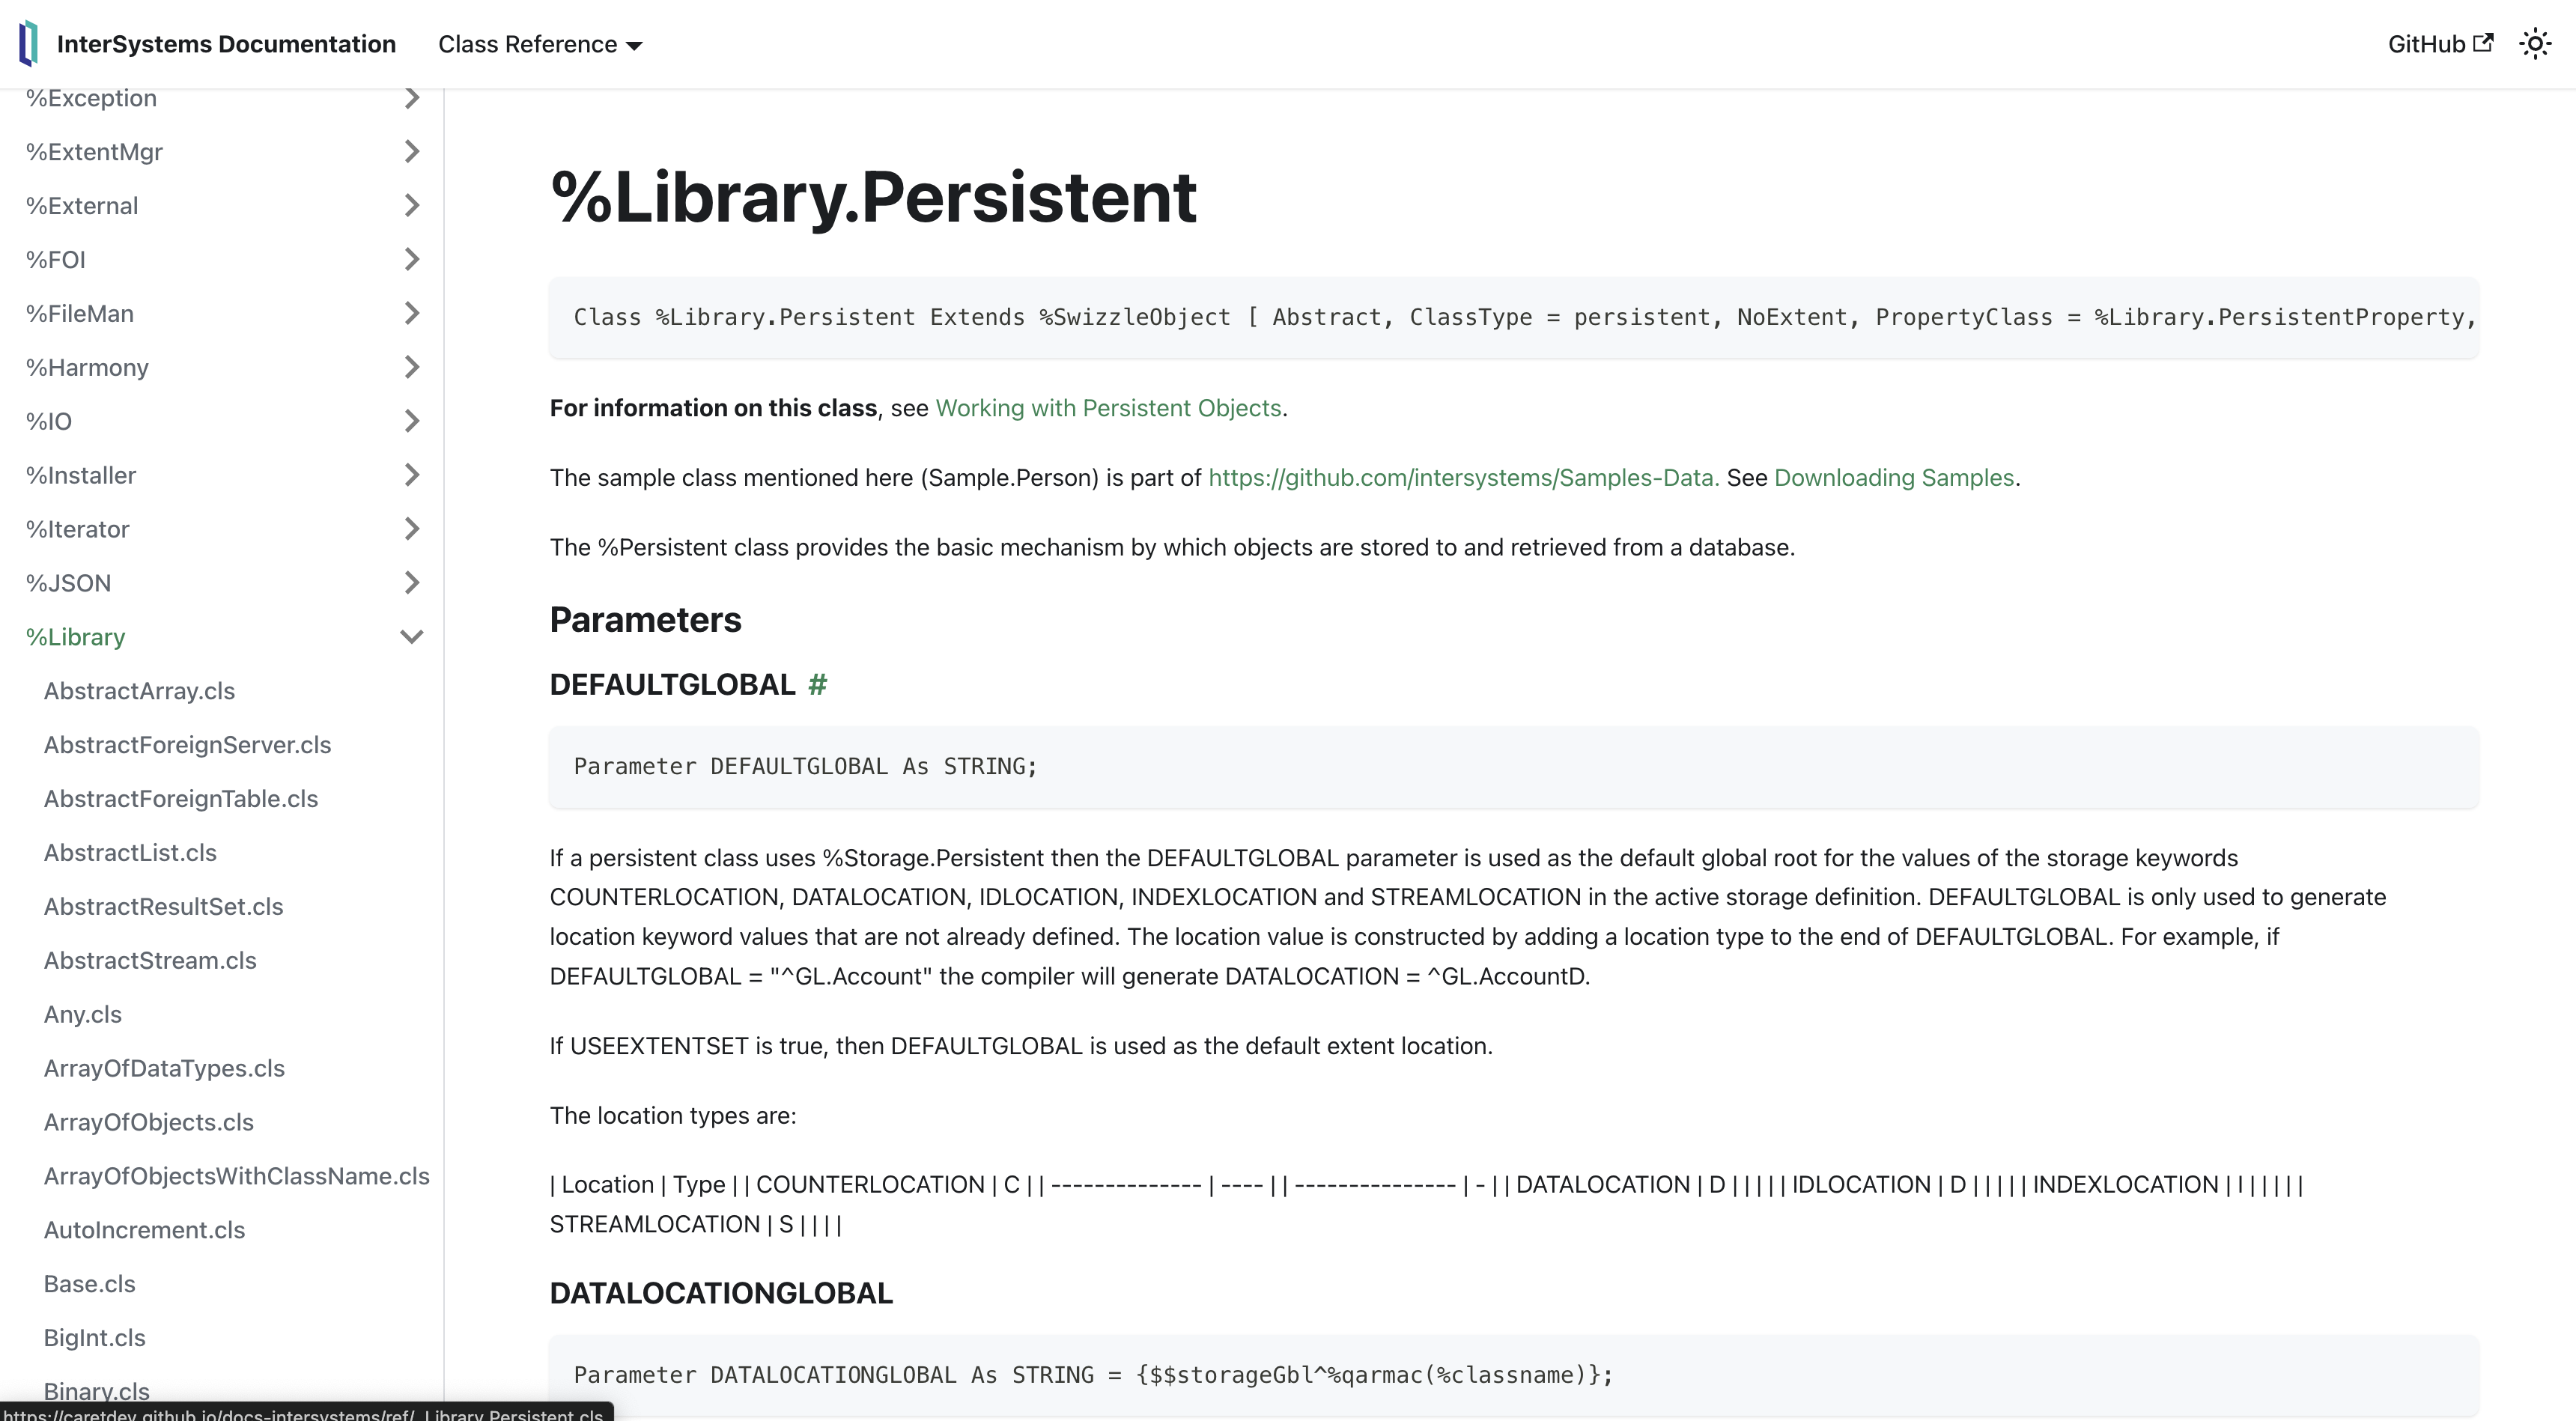 InterSystems Documentation
Class Reference
GitHub
%Exception
%ExtentMgr
%External
%FOI
%FileMan
%Harmony
%IO
%Installer
%Iterator
%JSON
%Library
AbstractArray.cls
AbstractForeignServer.cls
AbstractForeignTable.cls
AbstractList.cls
AbstractResultSet.cls
AbstractStream.cls
Any.cls
ArrayOfDataTypes.cls
ArrayOfObjects.cls
ArrayOfObjectsWithClassName.cls
AutoIncrement.cls
Base.cls
BigInt.cls
Binary.cls
https://caretdev.github.io/docs-intersystems/ref/_Library.Persistent.cls
%Library.Persistent
Class %Library.Persistent Extends %SwizzleObject [ Abstract, ClassType = persistent, NoExtent, PropertyClass = %Library.PersistentProperty,
For information on this class, see Working with Persistent Objects.
The sample class mentioned here (Sample.Person) is part of https://github.com/intersystems/Samples-Data. See Downloading Samples.
The %Persistent class provides the basic mechanism by which objects are stored to and retrieved from a database.
Parameters
DEFAULTGLOBAL #
Parameter DEFAULTGLOBAL As STRING;
If a persistent class uses %Storage.Persistent then the DEFAULTGLOBAL parameter is used as the default global root for the values of the storage keywords
COUNTERLOCATION, DATALOCATION, IDLOCATION, INDEXLOCATION and STREAMLOCATION in the active storage definition. DEFAULTGLOBAL is only used to generate
location keyword values that are not already defined. The location value is constructed by adding a location type to the end of DEFAULTGLOBAL. For example, if
DEFAULTGLOBAL = "^GL.Account" the compiler will generate DATALOCATION = ^GL.AccountD.
If USEEXTENTSET is true, then DEFAULTGLOBAL is used as the default extent location.
The location types are:
| Location | Type | | COUNTERLOCATION | C | | -------------- | ---- | | --------------- | - | | DATALOCATION | D | | | | | IDLOCATION | D | | | | | INDEXLOCATION | I | | | | |
STREAMLOCATION | S | | | |
DATALOCATIONGLOBAL
Parameter DATALOCATIONGLOBAL As STRING = {$$storageGbl^%qarmac(%classname)};